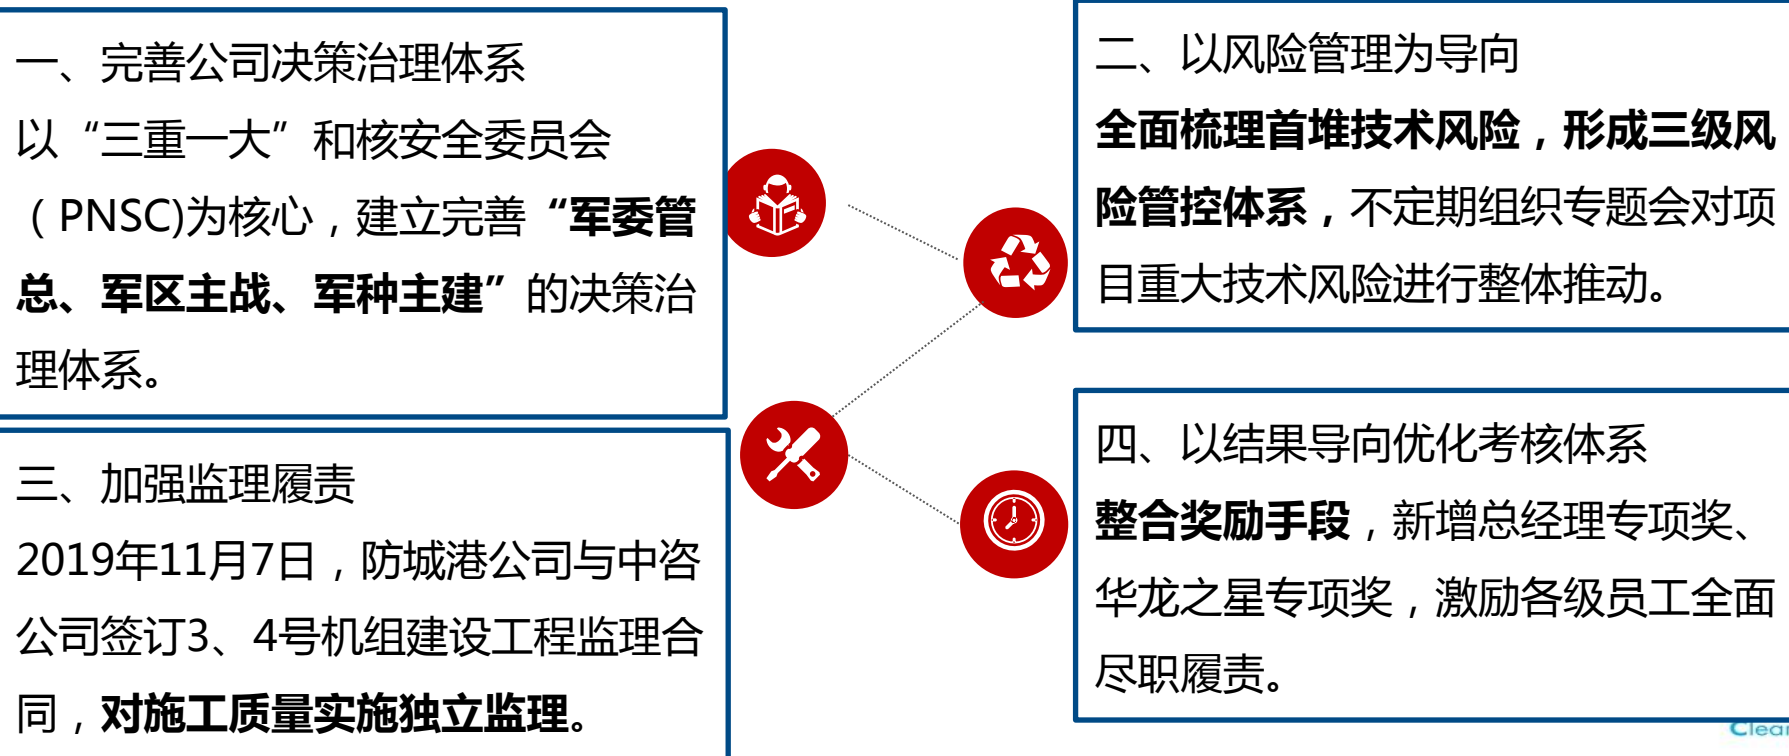 一、完善公司决策治理体系
以“三重一大”和核安全委员会
（PNSC)为核心，建立完善“军委管
总、军区主战、军种主建”的决策治
理体系。
二、以风险管理为导向
全面梳理首堆技术风险，形成三级风
险管控体系，不定期组织专题会对项
目重大技术风险进行整体推动。
三、加强监理履责
2019年11月7日，防城港公司与中咨
公司签订3、4号机组建设工程监理合
同，对施工质量实施独立监理。
四、以结果导向优化考核体系
整合奖励手段，新增总经理专项奖、
华龙之星专项奖，激励各级员工全面
尽职履责。